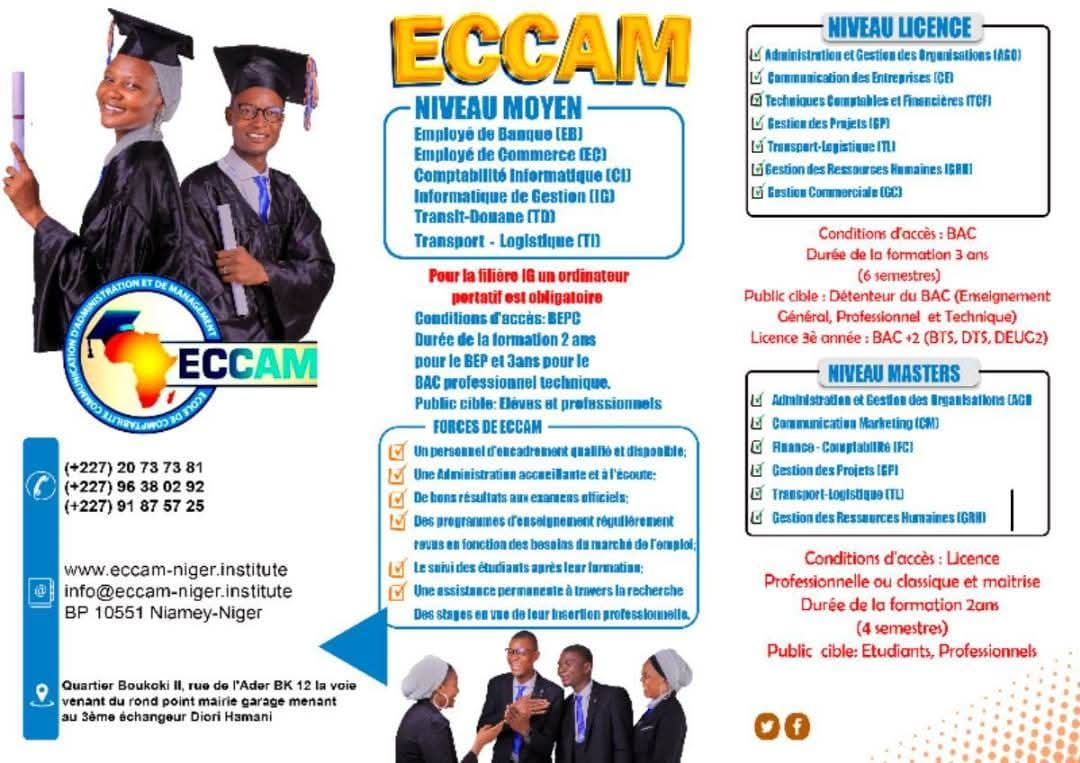 ECOLE DE COMPTABILITE COMMUNICATION D'ADMINISTRATION ET DE MANAGEMENT
ECCAM
(+227) 20 73 73 81
(+227) 96 38 02 92
(+227) 91 87 57 25
www.eccam-niger.institute
info@eccam-niger.institute
BP 10551 Niamey-Niger
Quartier Boukoki II, rue de l'Ader BK 12 la voie
venant du rond point mairie garage menant
au 3ème échangeur Diori Hamani
ECCAM
NIVEAU MOYEN
Employé de Banque (EB)
Employé de Commerce (EC)
Comptabilité Informatique (CI)
Informatique de Gestion (IG)
Transit-Douane (TD)
Transport - Logistique (Tl)
Pour la filière IG un ordinateur
portatif est obligatoire
Conditions d'accès: BEPC
Durée de la formation 2 ans
pour le BEP et 3ans pour le
BAC professionnel technique.
Public cible: Elèves et professionnels
FORCES DE ECCAM
Un personnel d'encadrement qualifié et disponible;
Une Administration accueillante et à l'écoute;
De bons résultats aux examens officiels;
Des programmes d'enseignement régulièrement
revus en fonction des besoins du marché de l'emploi;
Le suivi des étudiants après leur formation;
Une assistance permanente à travers la recherche
Des stages en vue de leur insertion professionnelle.
NIVEAU LICENCE
Administration et Gestion des Organisations (AGO)
Communication des Entreprises (CE)
Techniques Comptables et Financières (TCF)
Gestion des Projets (GP)
Transport-Logistique (TL)
Gestion des Ressources Humaines (GRH)
Gestion Commerciale (GC)
Conditions d'accès : BAC
Durée de la formation 3 ans
(6 semestres)
Public cible : Détenteur du BAC (Enseignement
Général, Professionnel et Technique)
Licence 3è année : BAC +2 (BTS, DTS, DEUG2)
NIVEAU MASTERS
Administration et Gestion des Organisations (AGO
Communication Marketing (CM)
Finance - Comptabilité (FC)
Gestion des Projets (GP)
Transport-Logistique (TL)
Gestion des Ressources Humaines (GRH)
Conditions d'accès : Licence
Professionnelle ou classique et maitrise
Durée de la formation 2ans
(4 semestres)
Public cible: Etudiants, Professionnels